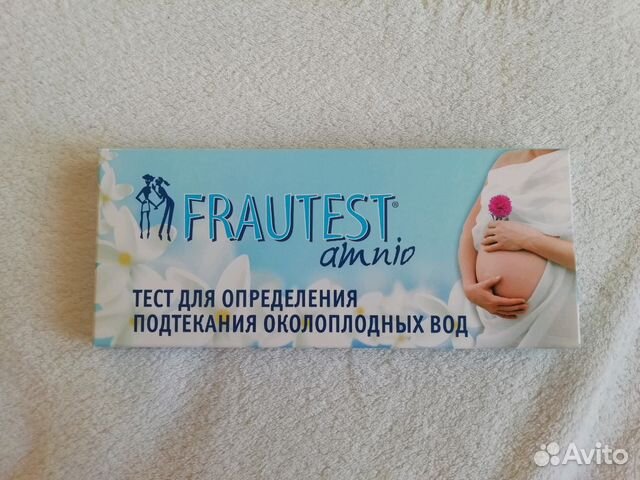 FRAUTEST®
amnio
ТЕСТ ДЛЯ ОПРЕДЕЛЕНИЯ
ПОДТЕКАНИЯ ОКОЛОПЛОДНЫХ ВОД
Avito